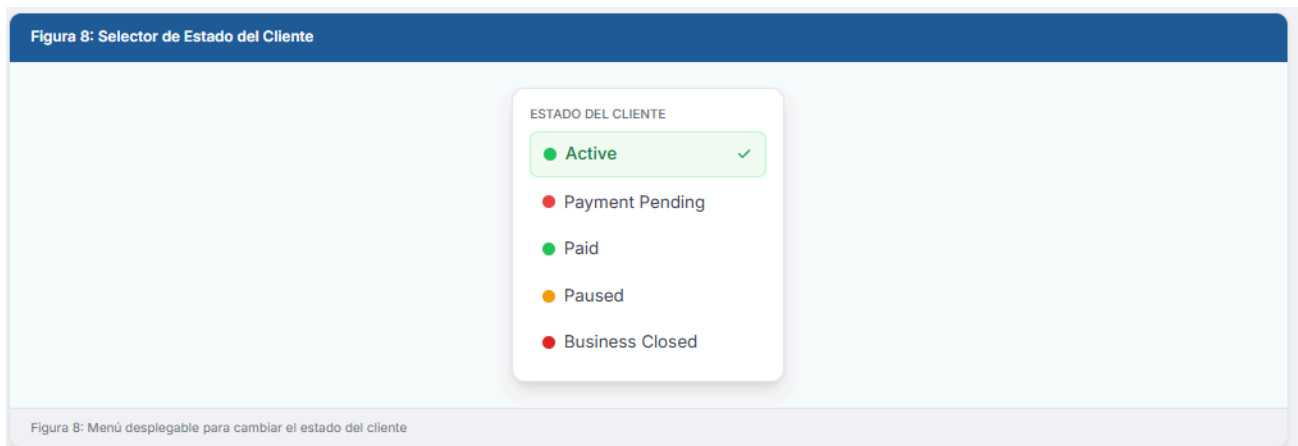 Figura 8: Selector de Estado del Cliente
ESTADO DEL CLIENTE
Active
Payment Pending
Paid
Paused
Business Closed
Figura 8: Menú desplegable para cambiar el estado del cliente